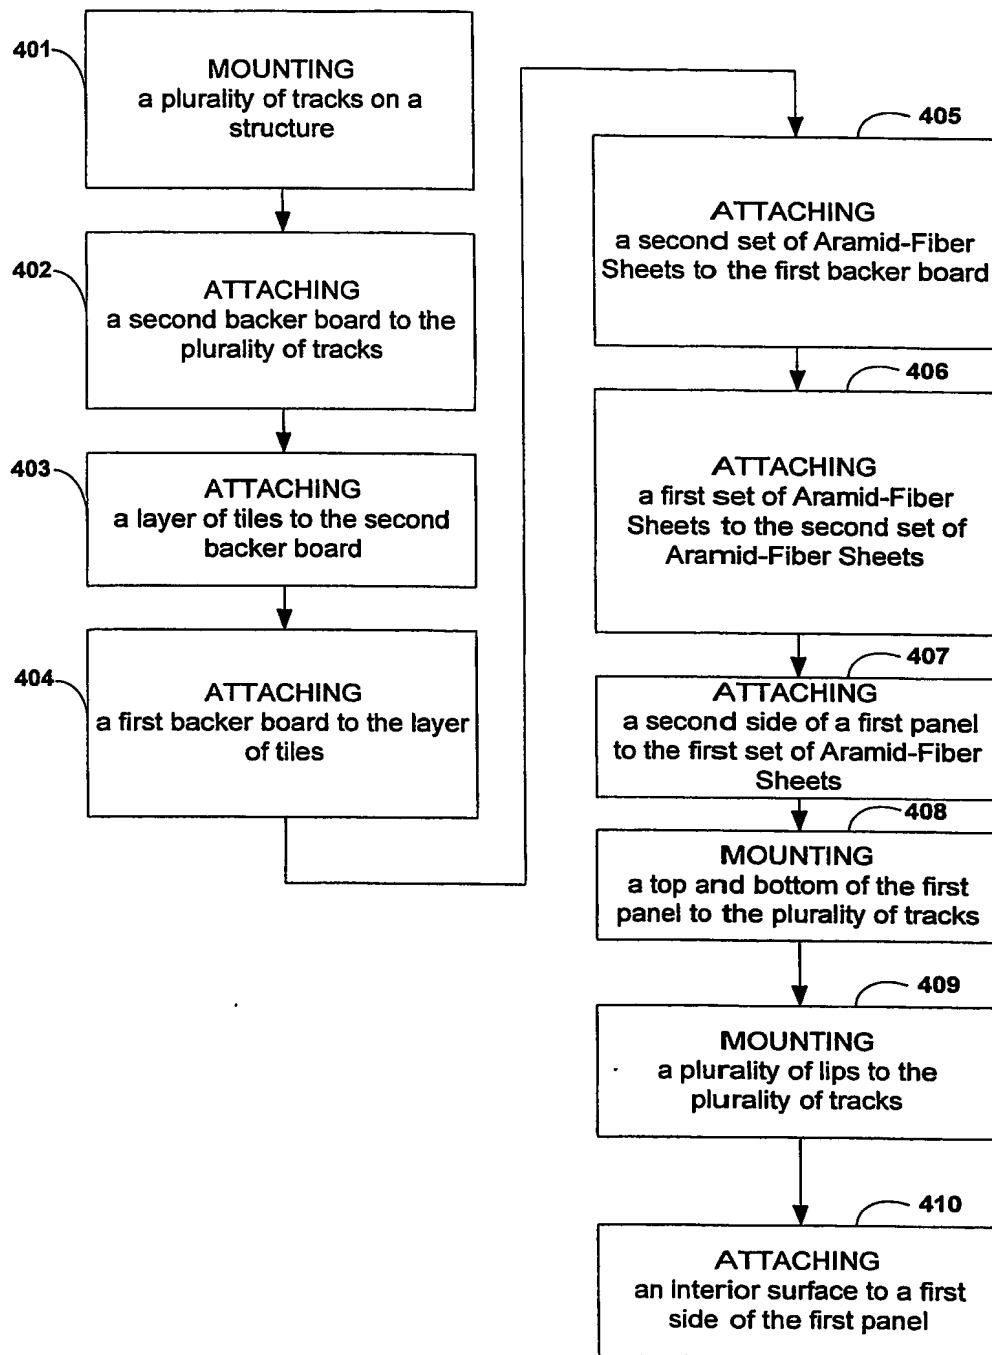 401
MOUNTING
a plurality of tracks on a
structure
402
ATTACHING
a second backer board to the
plurality of tracks
403
ATTACHING
a layer of tiles to the second
backer board
404
ATTACHING
a first backer board to the layer
of tiles
405
ATTACHING
a second set of Aramid-Fiber
Sheets to the first backer board
406
ATTACHING
a first set of Aramid-Fiber
Sheets to the second set of
Aramid-Fiber Sheets
407
ATTACHING
a second side of a first panel
to the first set of Aramid-Fiber
Sheets
408
MOUNTING
a top and bottom of the first
panel to the plurality of tracks
409
MOUNTING
a plurality of lips to the
plurality of tracks
410
ATTACHING
an interior surface to a first
side of the first panel